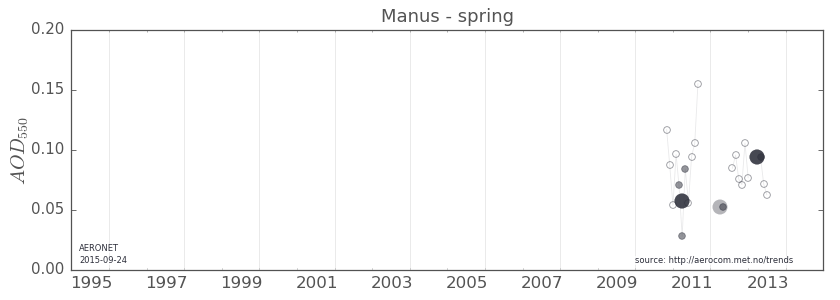 Manus - spring
0.20
0.15
0.10
0.05
0.00
AOD550
AERONET
2015-09-24
source: http://aerocom.met.no/trends
1995 1997 1999 2001 2003 2005 2007 2009 2011 2013